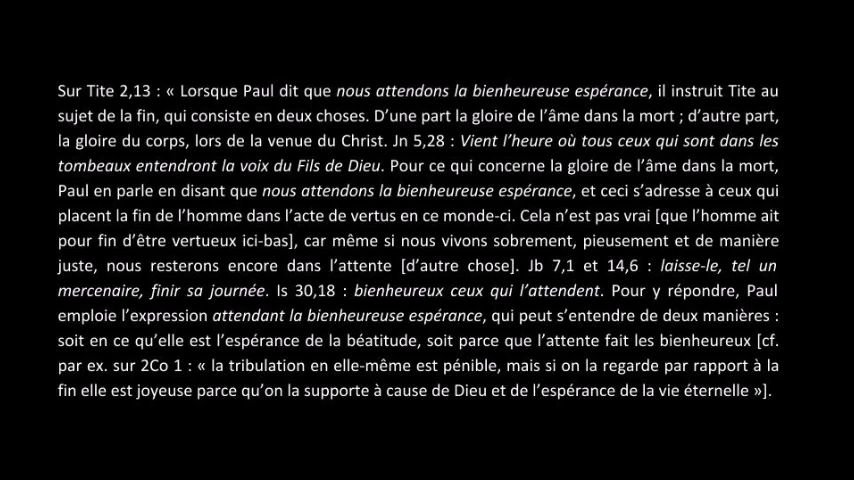 Sur Tite 2,13 : « Lorsque Paul dit que nous attendons la bienheureuse espérance, il instruit Tite au
sujet de la fin, qui consiste en deux choses. D’une part la gloire de l’âme dans la mort ; d’autre part,
la gloire du corps, lors de la venue du Christ. Jn 5,28 : Vient l’heure où tous ceux qui sont dans les
tombeaux entendront la voix du Fils de Dieu. Pour ce qui concerne la gloire de l’âme dans la mort,
Paul en parle en disant que nous attendons la bienheureuse espérance, et ceci s’adresse à ceux qui
placent la fin de l’homme dans l’acte de vertus en ce monde-ci. Cela n’est pas vrai [que l’homme ait
pour fin d’être vertueux ici-bas], car même si nous vivons sobrement, pieusement et de manière
juste, nous resterons encore dans l’attente [d’autre chose]. Jb 7,1 et 14,6 : laisse-le, tel un
mercenaire, finir sa journée. Is 30,18 : bienheureux ceux qui l’attendent. Pour y répondre, Paul
emploie l’expression attendant la bienheureuse espérance, qui peut s’entendre de deux manières :
soit en ce qu’elle est l’espérance de la béatitude, soit parce que l’attente fait les bienheureux [cf.
par ex. sur 2Co 1 : « la tribulation en elle-même est pénible, mais si on la regarde par rapport à la
fin elle est joyeuse parce qu’on la supporte à cause de Dieu et de l’espérance de la vie éternelle »].